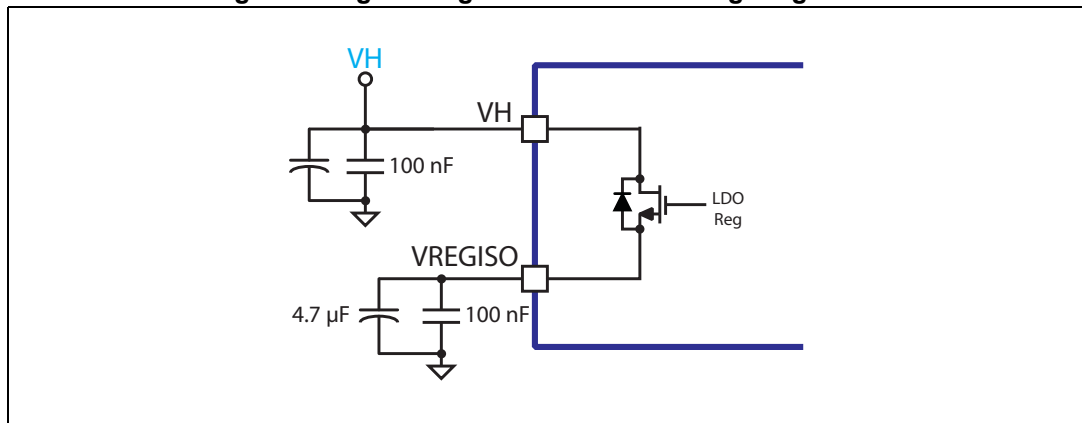 VH
VH
100 nF
LDO
Reg
VREGISO
4.7 µF
100 nF